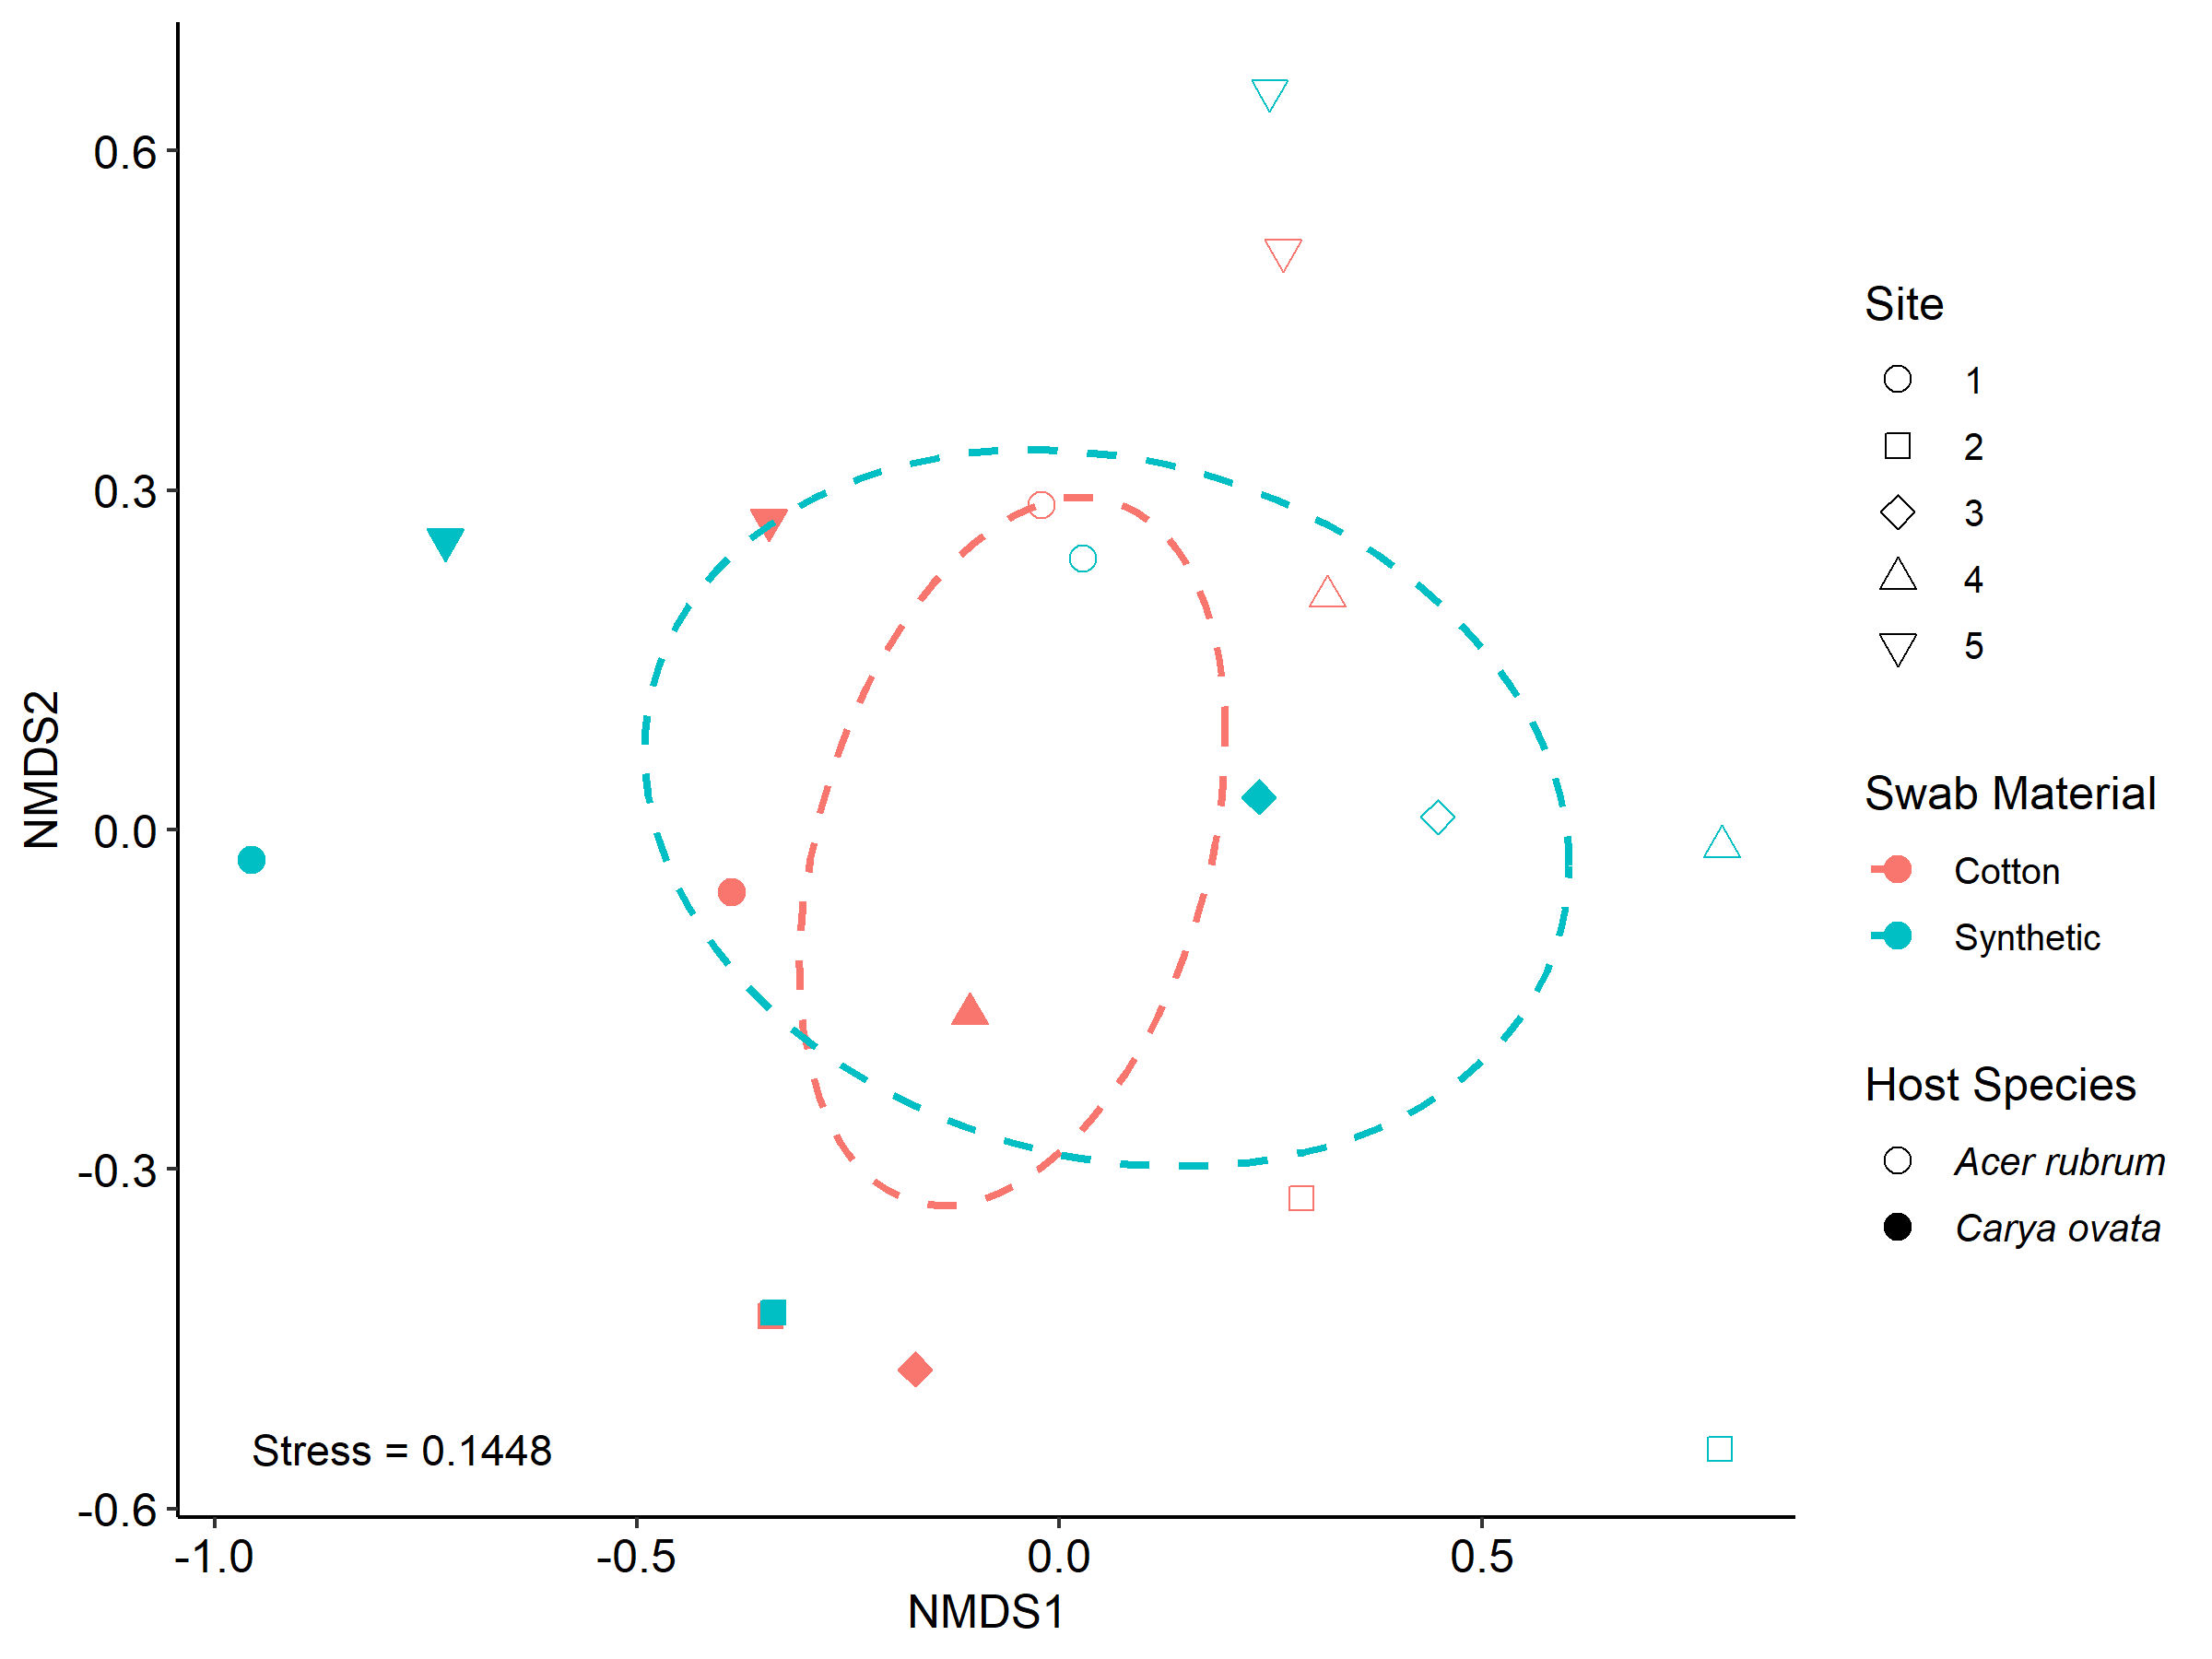 0.6
0.3
0.0
-0.3
-0.6
NMDS2
-1.0
-0.5
0.0
0.5
NMDS1
Stress = 0.1448
Site
1
2
3
4
5
Swab Material
Cotton
Synthetic
Host Species
Acer rubrum
Carya ovata